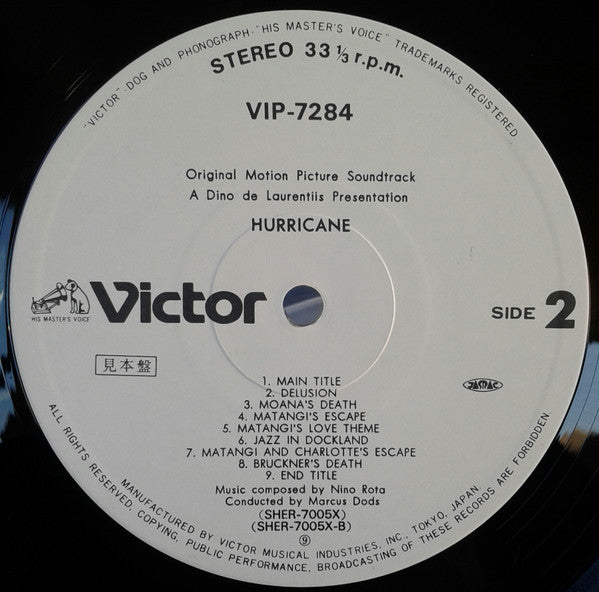 "VICTOR"-DOG AND PHONOGRAPH-"HIS MASTER'S VOICE" TRADEMARKS REGISTERED.
STEREO 33 1/3 r.p.m.
VIP-7284
Original Motion Picture Soundtrack
A Dino de Laurentiis Presentation
HURRICANE
HIS MASTER'S VOICE
Victor
SIDE 2
見本盤
JASRAC
1. MAIN TITLE
2. DELUSION
3. MOANA'S DEATH
4. MATANGI'S ESCAPE
5. MATANGI'S LOVE THEME
6. JAZZ IN DOCKLAND
7. MATANGI AND CHARLOTTE'S ESCAPE
8. BRUCKNER'S DEATH
9. END TITLE
Music composed by Nino Rota
Conducted by Marcus Dods
(SHER-7005X)
(SHER-7005X-B)
⑨
MANUFACTURED BY VICTOR MUSICAL INDUSTRIES, INC., TOKYO, JAPAN.
ALL RIGHTS RESERVED, COPYING, PUBLIC PERFORMANCE, BROADCASTING OF THESE RECORDS ARE FORBIDDEN.